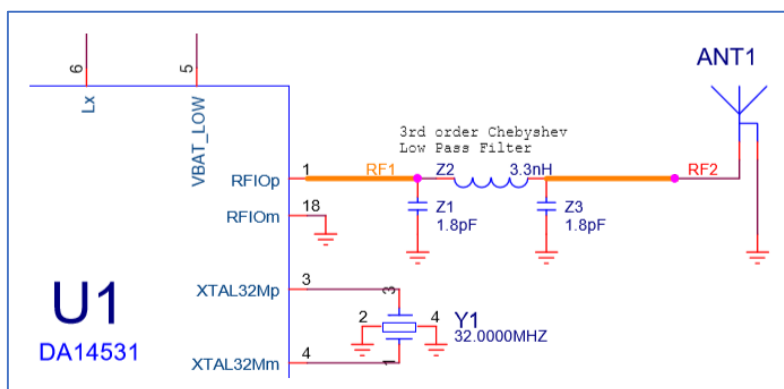 ANT1
6
5
Lx
VBAT_LOW
3rd order Chebyshev
Low Pass Filter
RFIOp
1
RF1
Z2
3.3nH
RF2
RFIOm
18
Z1
1.8pF
Z3
1.8pF
U1
DA14531
XTAL32Mp
3
3
2
4
Y1
32.0000MHZ
XTAL32Mm
4
1